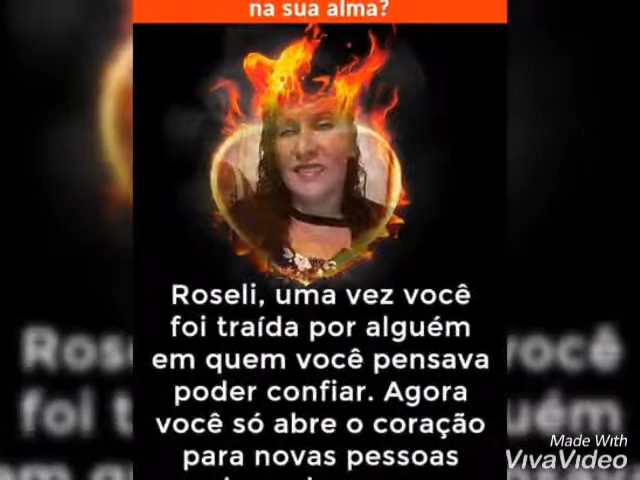 na sua alma?
Roseli, uma vez você
foi traída por alguém
em quem você pensava
poder confiar. Agora
você só abre o coração
para novas pessoas
Made With
VivaVideo